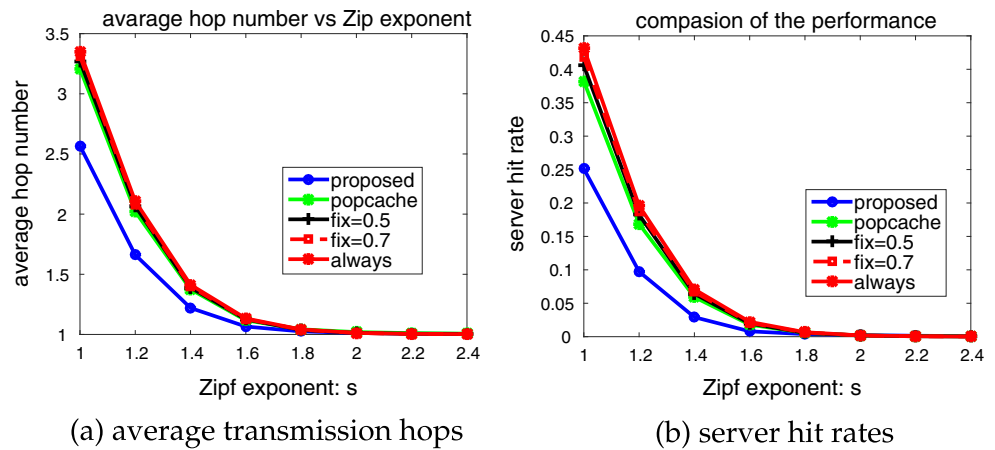 avarage hop number vs Zip exponent
3.5
3
2.5
2
1.5
1
average hop number
proposed
popcache
fix=0.5
fix=0.7
always
1 1.2 1.4 1.6 1.8 2 2.2 2.4
Zipf exponent: s
(a) average transmission hops
compasion of the performance
0.45
0.4
0.35
0.3
0.25
0.2
0.15
0.1
0.05
0
server hit rate
proposed
popcache
fix=0.5
fix=0.7
always
1 1.2 1.4 1.6 1.8 2 2.2 2.4
Zipf exponent: s
(b) server hit rates